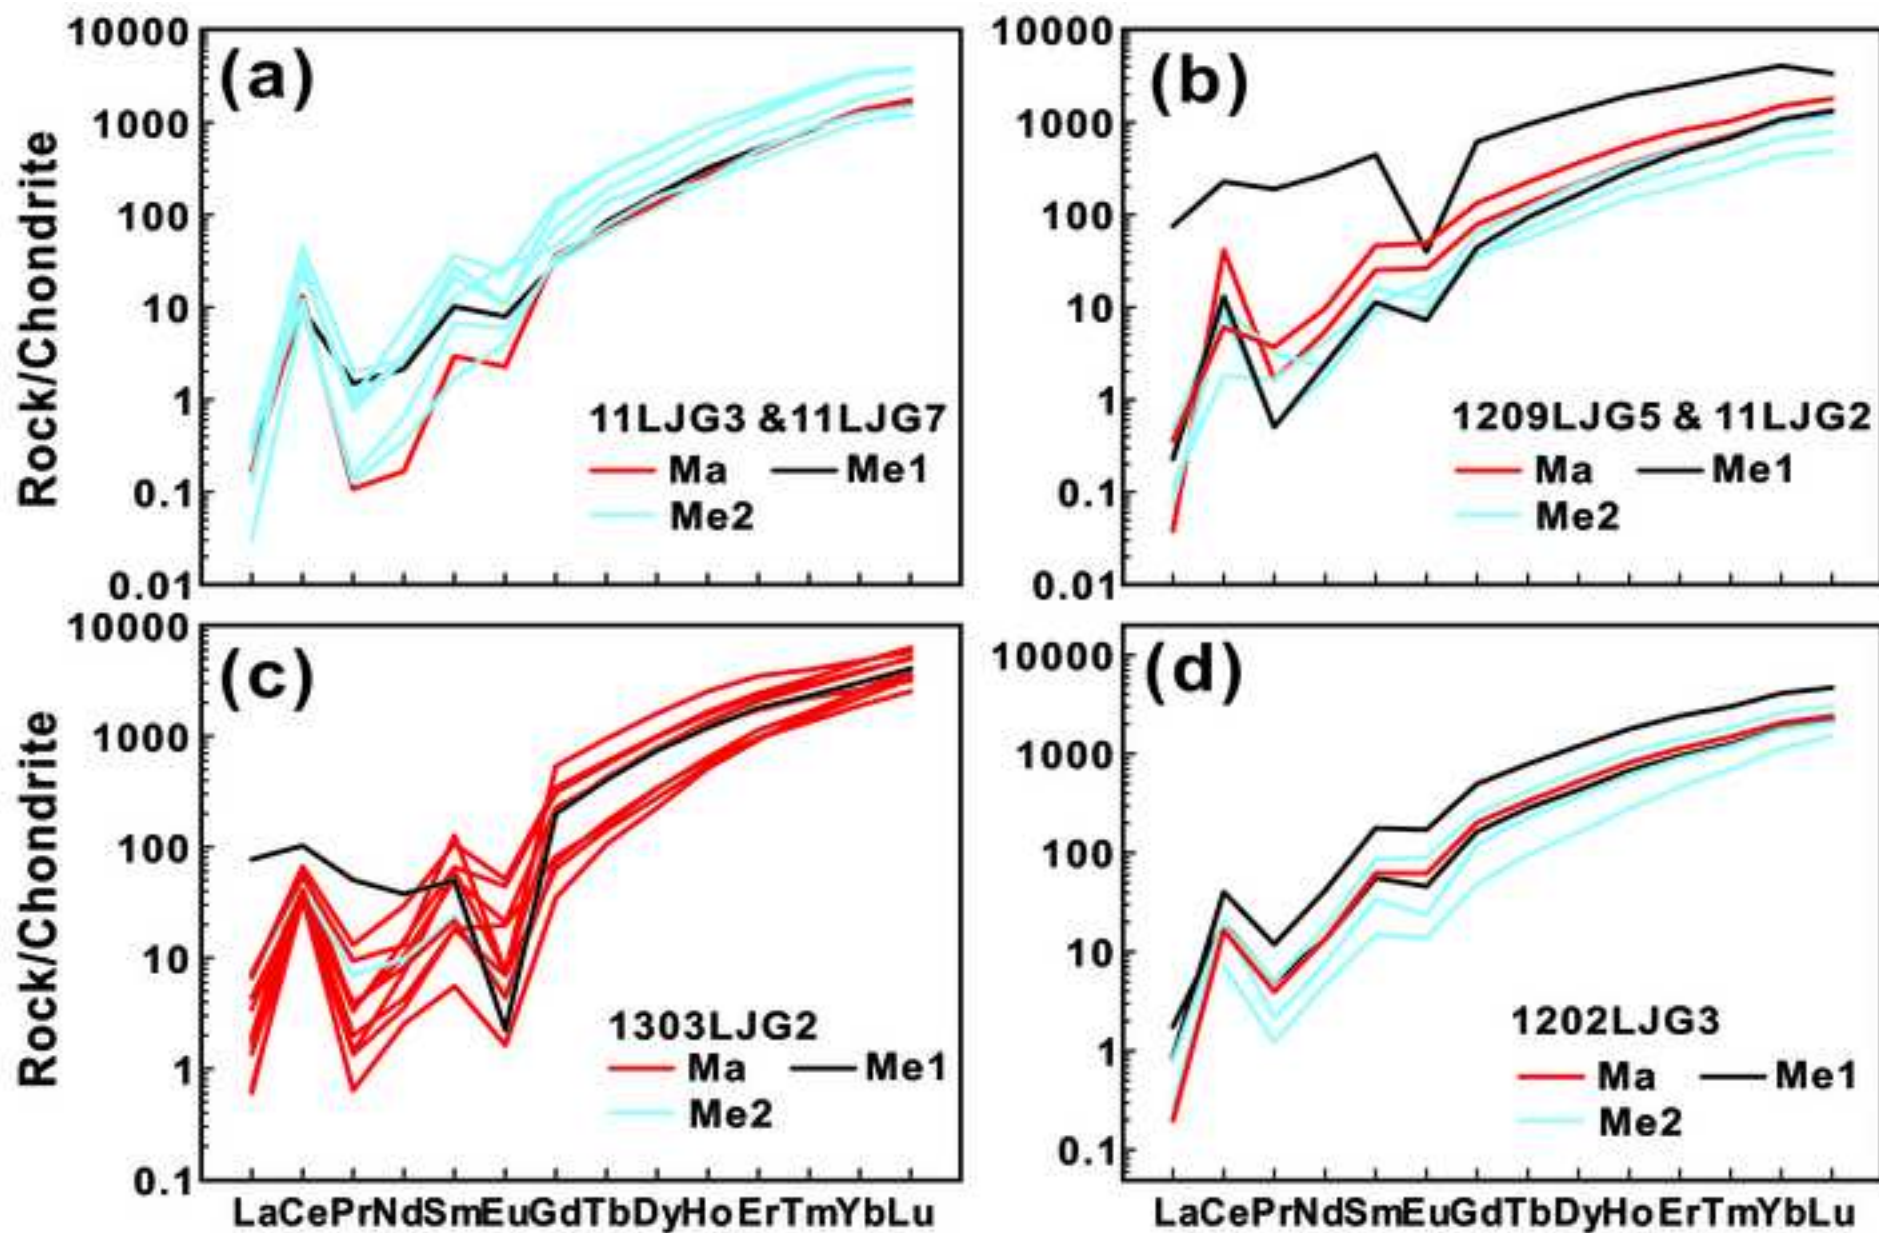 Rock/Chondrite
10000
1000
100
10
1
0.1
0.01
(a)
11LJG3 &11LJG7
Ma
Me1
Me2
10000
1000
100
10
1
0.1
0.01
(b)
1209LJG5 & 11LJG2
Ma
Me1
Me2
Rock/Chondrite
10000
1000
100
10
1
0.1
(c)
1303LJG2
Ma
Me1
Me2
LaCePrNdSmEuGdTbDyHoErTmYbLu
10000
1000
100
10
1
0.1
(d)
1202LJG3
Ma
Me1
Me2
LaCePrNdSmEuGdTbDyHoErTmYbLu